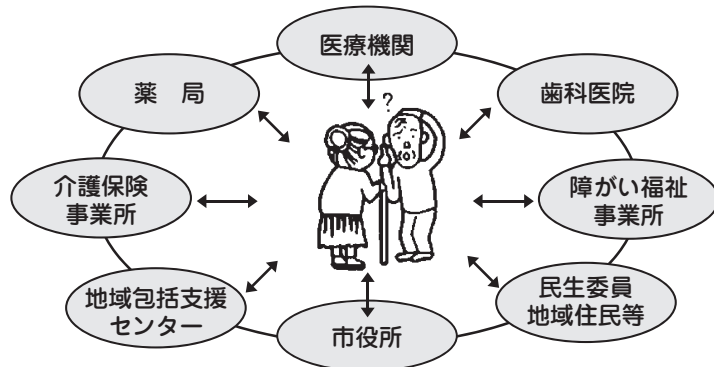 医療機関
薬　局
歯科医院
?
介護保険
事業所
障がい福祉
事業所
地域包括支援
センター
民生委員
地域住民等
市役所